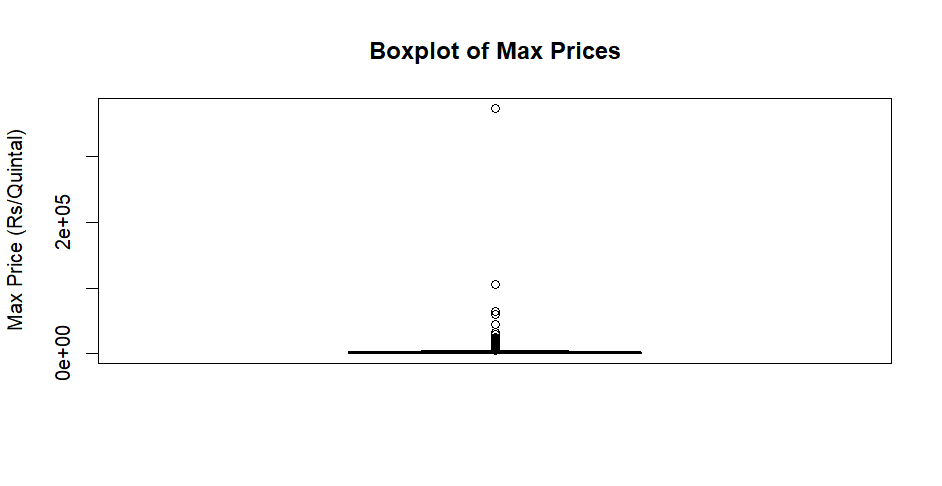 Boxplot of Max Prices
Max Price (Rs/Quintal)
2e+05
0e+00